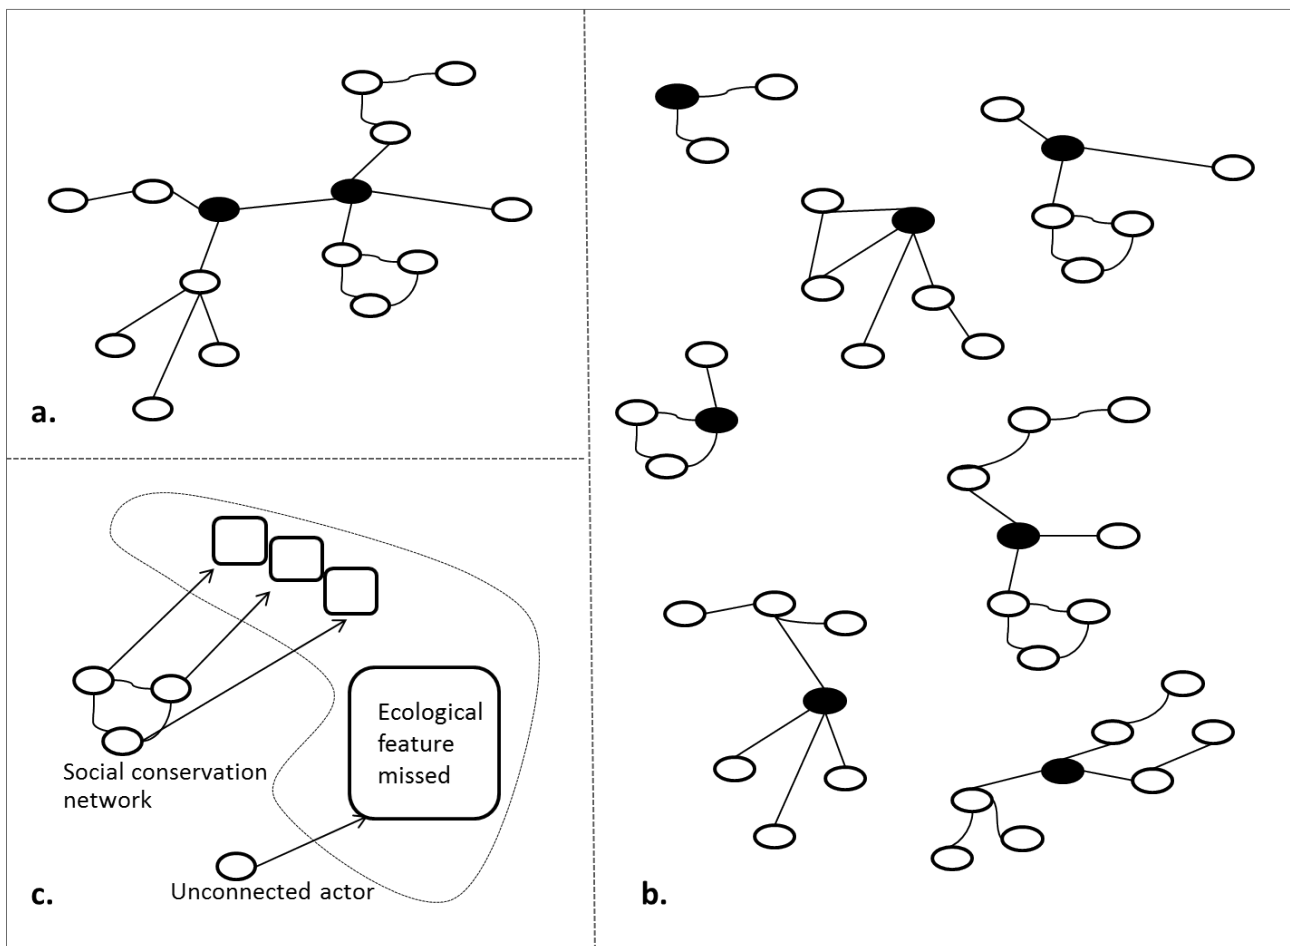 a.
Ecological
feature
missed
Social conservation
network
Unconnected actor
c.
b.